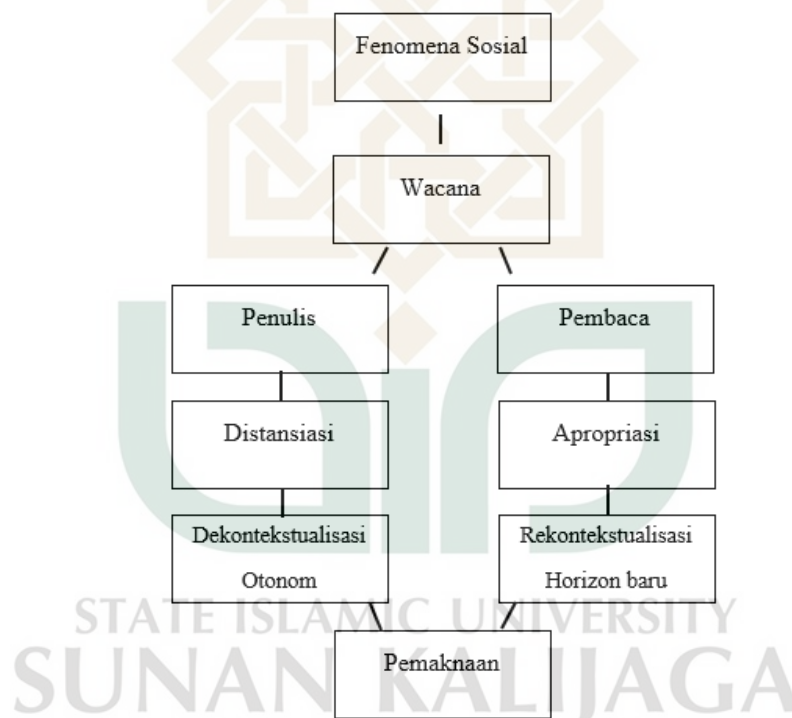 Fenomena Sosial
Wacana
Penulis
Pembaca
Distansiasi
Apropriasi
Dekontekstualisasi
Otonom
Rekontekstualisasi
Horizon baru
STATE ISLAMIC UNIVERSITY
Pemaknaan
SUNAN KALIJAGA